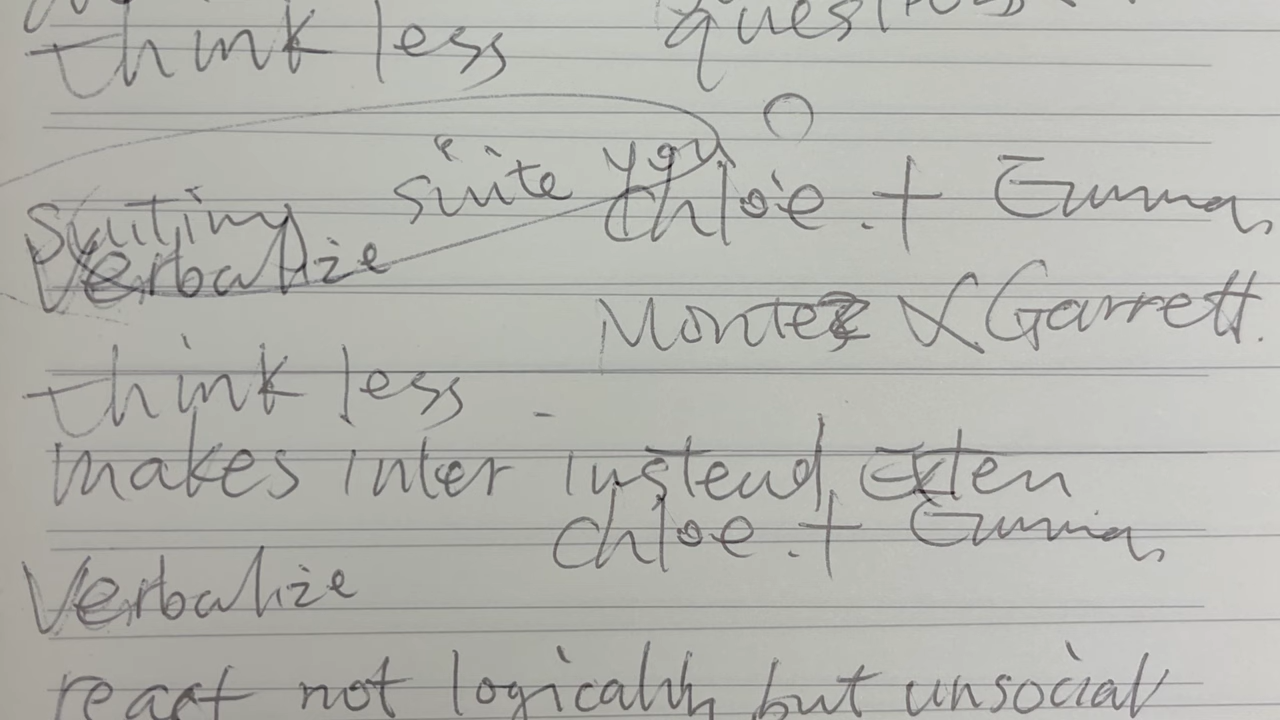 think less questions
suiting suite you Chloe. + Emma,
Verbalize
Montez & Garrett.
think less -
makes inter instead, exten
Chloe. + Emma,
Verbalize
react not logically, but unsocial